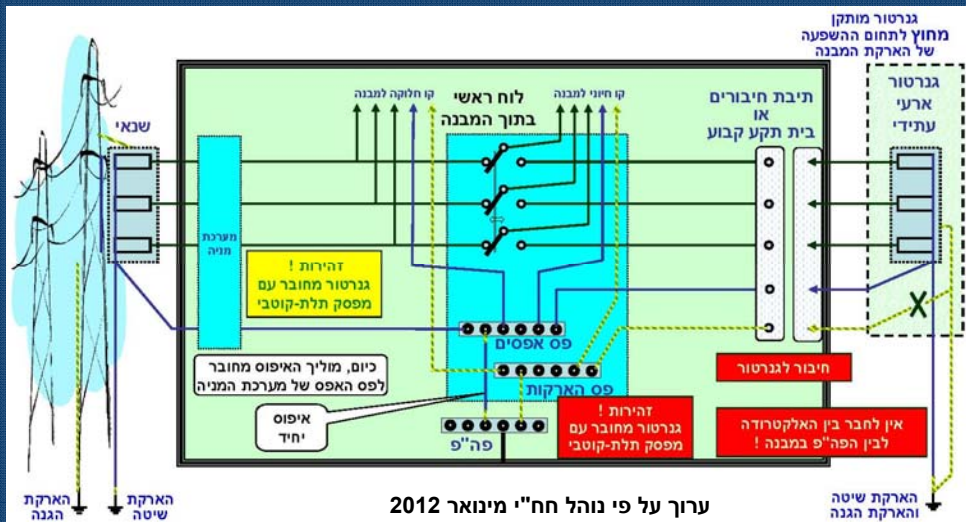 גנרטור מותקן
מחוץ לתחום ההשפעה
של הארקת המבנה
גנרטור
ארעי
עתידי
תיבת חיבורים
או
בית תקע קבוע
קו חיוני למבנה
לוח ראשי
בתוך המבנה
קו חלוקה למבנה
שנאי
מערכת
מניה
זהירות !
גנרטור מחובר עם
מפסק תלת-קוטבי
פס אפסים
כיום, מוליך האיפוס מחובר
לפס האפס של מערכת המניה
פס הארקות
חיבור לגנרטור
איפוס
יחיד
פה"פ
זהירות !
גנרטור מחובר עם
מפסק תלת-קוטבי
אין לחבר בין האלקטרודה
לבין הפה"פ במבנה !
הארקת שיטה
והארקת הגנה
הארקת
שיטה
הארקת
הגנה
ערוך על פי נוהל חח"י מינואר 2012